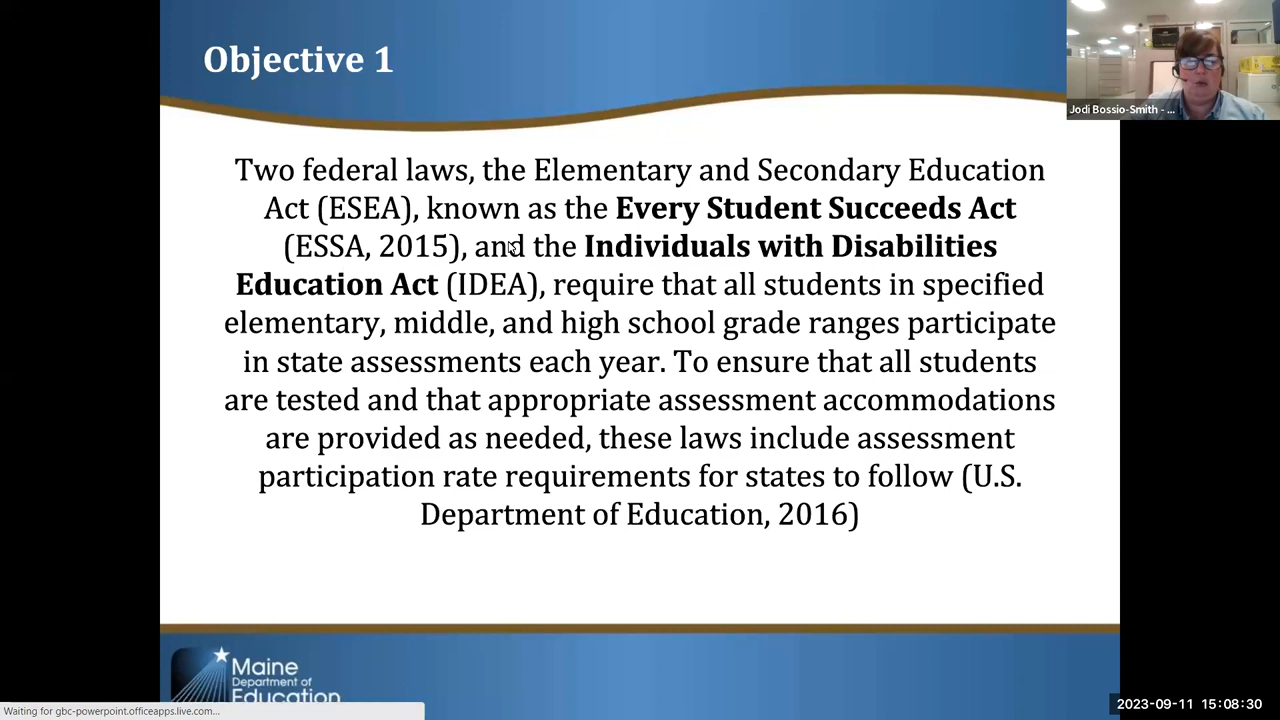 Objective 1
Jodi Bossio-Smith - ...
Two federal laws, the Elementary and Secondary Education
Act (ESEA), known as the Every Student Succeeds Act
(ESSA, 2015), and the Individuals with Disabilities
Education Act (IDEA), require that all students in specified
elementary, middle, and high school grade ranges participate
in state assessments each year. To ensure that all students
are tested and that appropriate assessment accommodations
are provided as needed, these laws include assessment
participation rate requirements for states to follow (U.S.
Department of Education, 2016)
Maine
Department of
Education
Waiting for gbc-powerpoint.officeapps.live.com...
2023-09-11 15:08:30